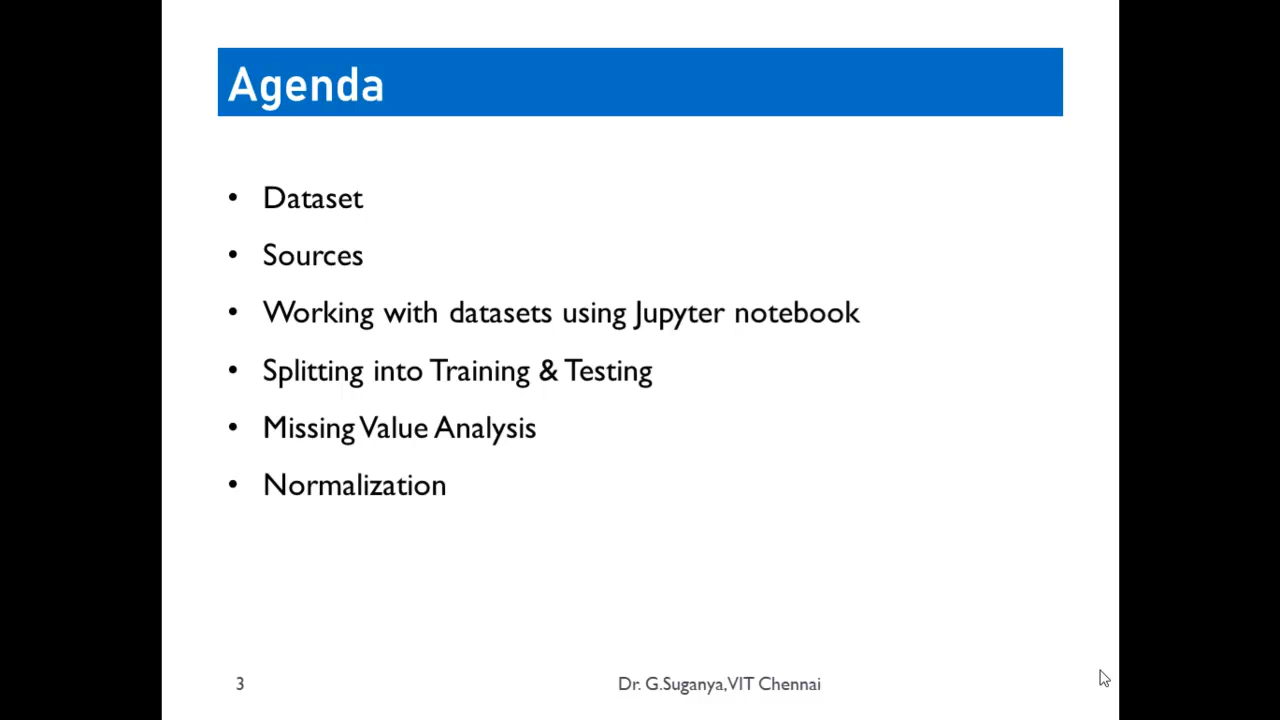 Agenda
• Dataset
• Sources
• Working with datasets using Jupyter notebook
• Splitting into Training & Testing
• Missing Value Analysis
• Normalization
3
Dr. G.Suganya,VIT Chennai